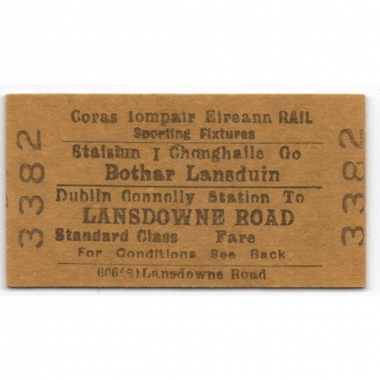 3382
Coras Iompair Eireann RAIL
Sporting Fixtures
Staisiun I Chonghaile Go
Bothar Lansduin
Dublin Connolly Station To
LANSDOWNE ROAD
Standard Class Fare
For Conditions See Back
606(S)Lansdowne Road
3382